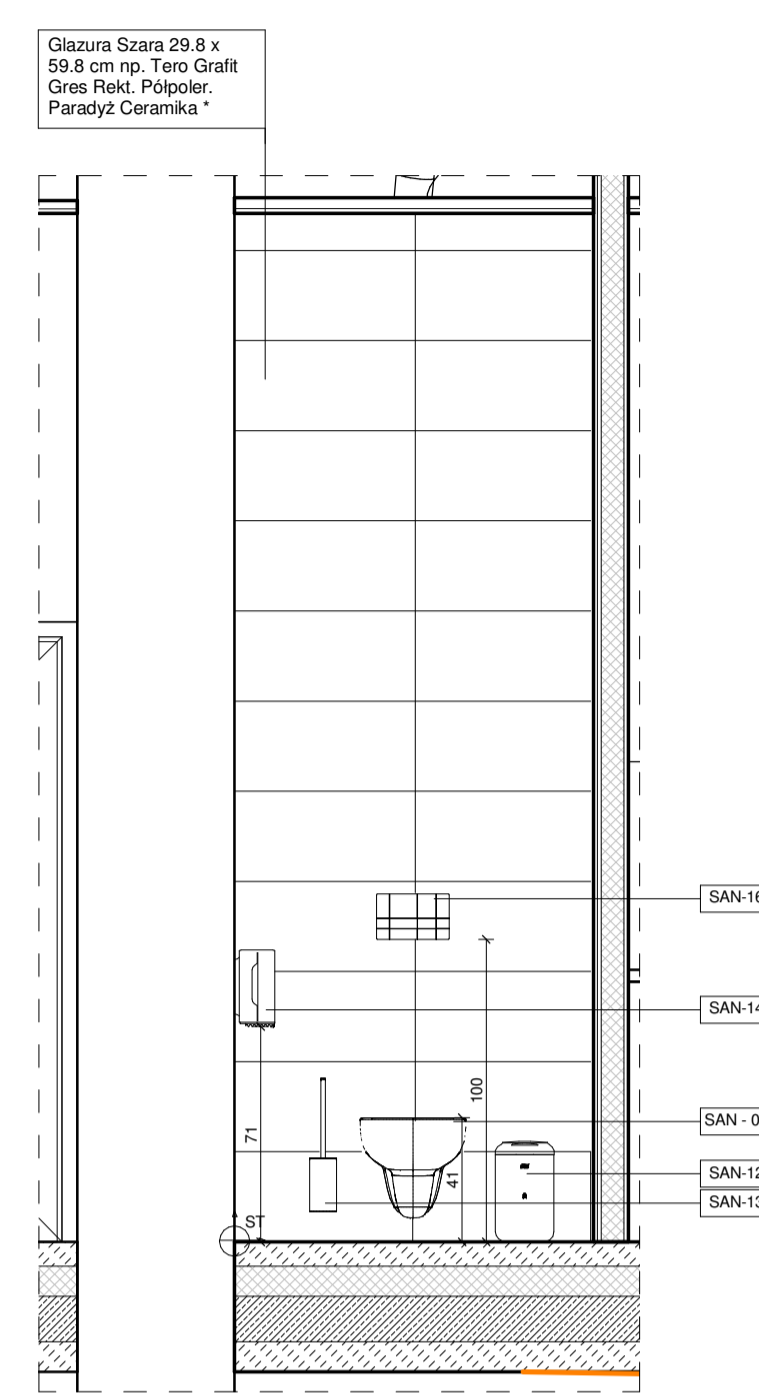 Glazura Szara 29.8 x
59.8 cm np. Tero Grafit
Gres Rekt. Półpoler.
Paradyż Ceramika *
SAN-16
SAN-14
100
SAN - 0
71
41
SAN-12
SAN-13
ST